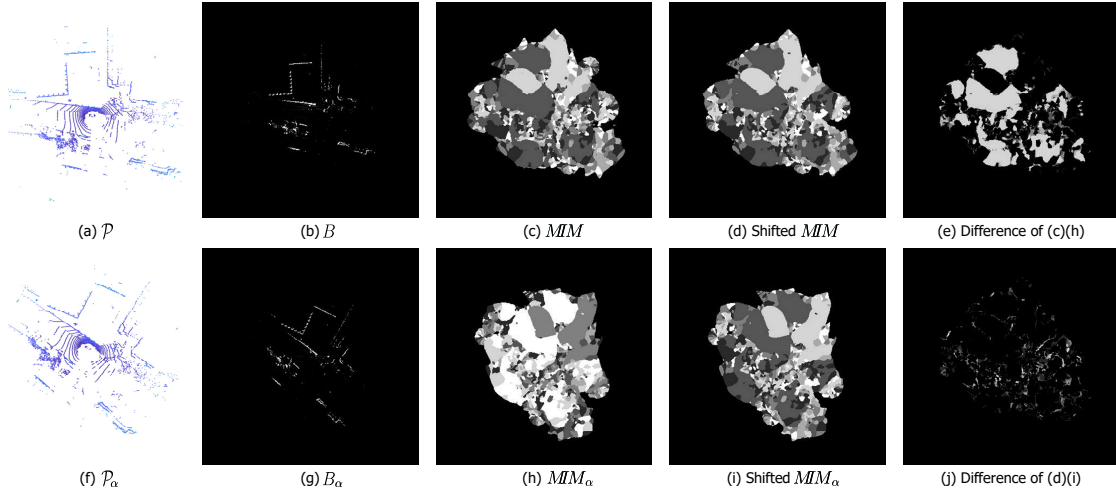 (a) 𝒫
(b) B
(c) MIM
(d) Shifted MIM
(e) Difference of (c)(h)
(f) 𝒫α
(g) Bα
(h) MIMα
(i) Shifted MIMα
(j) Difference of (d)(i)